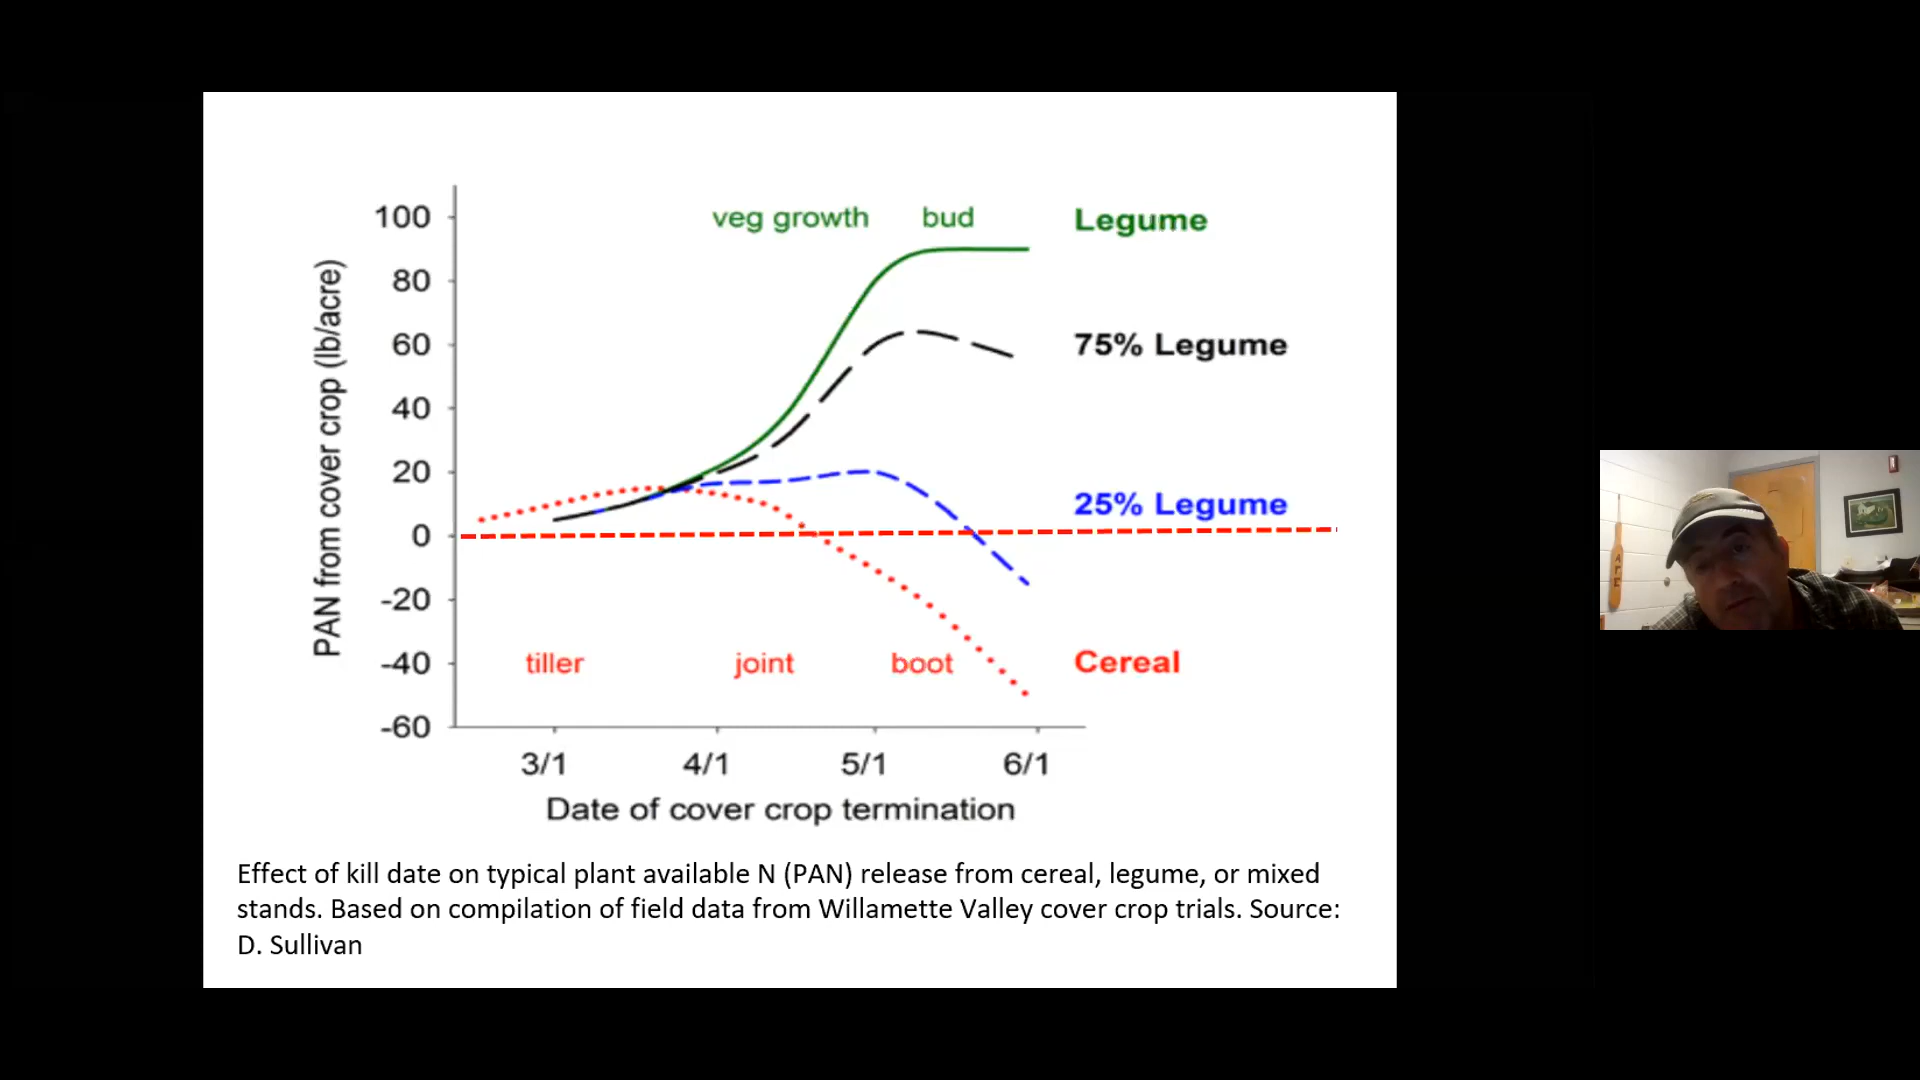 100
80
60
40
20
0
-20
-40
-60
PAN from cover crop (lb/acre)
veg growth bud Legume
75% Legume
25% Legume
tiller joint boot Cereal
3/1 4/1 5/1 6/1
Date of cover crop termination
Effect of kill date on typical plant available N (PAN) release from cereal, legume, or mixed
stands. Based on compilation of field data from Willamette Valley cover crop trials. Source:
D. Sullivan